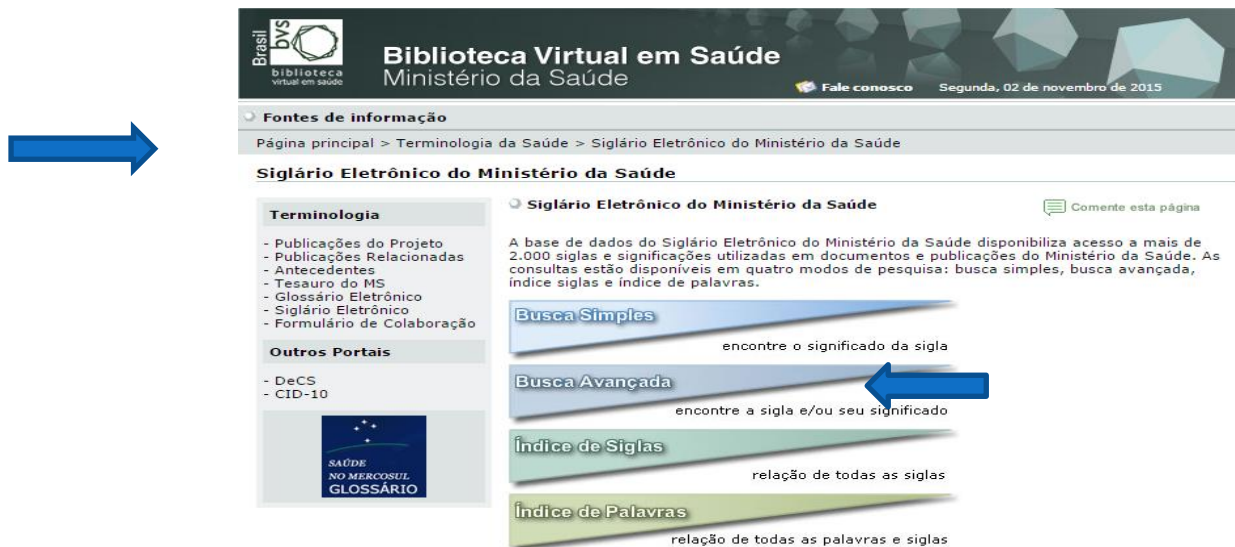 Brasil
bvs
biblioteca
virtual em saúde
Biblioteca Virtual em Saúde
Ministério da Saúde
Fale conosco
Segunda, 02 de novembro de 2015
Fontes de informação
Página principal > Terminologia da Saúde > Siglário Eletrônico do Ministério da Saúde
Siglário Eletrônico do Ministério da Saúde
Terminologia
- Publicações do Projeto
- Publicações Relacionadas
- Antecedentes
- Tesauro do MS
- Glossário Eletrônico
- Siglário Eletrônico
- Formulário de Colaboração
Outros Portais
- DeCS
- CID-10
SAÚDE
NO MERCOSUL
GLOSSÁRIO
Siglário Eletrônico do Ministério da Saúde
Comente esta página
A base de dados do Siglário Eletrônico do Ministério da Saúde disponibiliza acesso a mais de
2.000 siglas e significações utilizadas em documentos e publicações do Ministério da Saúde. As
consultas estão disponíveis em quatro modos de pesquisa: busca simples, busca avançada,
índice siglas e índice de palavras.
Busca Simples
encontre o significado da sigla
Busca Avançada
encontre a sigla e/ou seu significado
Índice de Siglas
relação de todas as siglas
Índice de Palavras
relação de todas as palavras e siglas